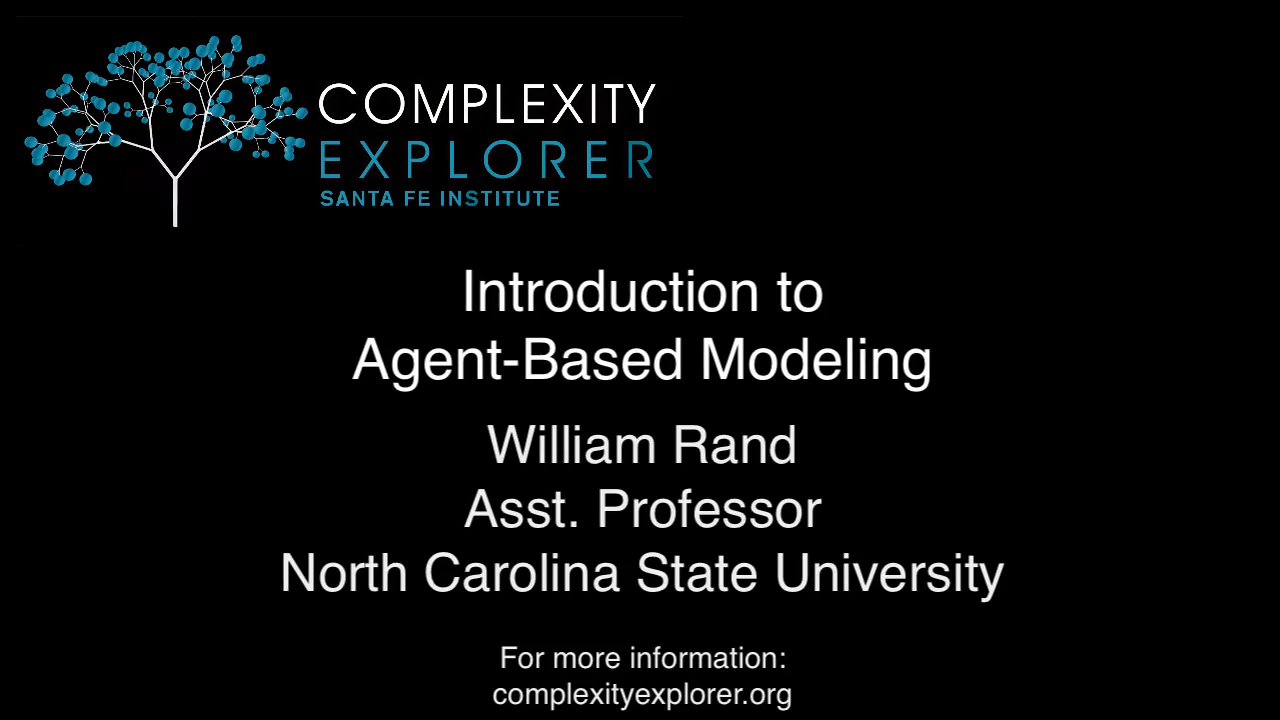 COMPLEXITY
EXPLORER
SANTA FE INSTITUTE
Introduction to
Agent-Based Modeling
William Rand
Asst. Professor
North Carolina State University
For more information:
complexityexplorer.org